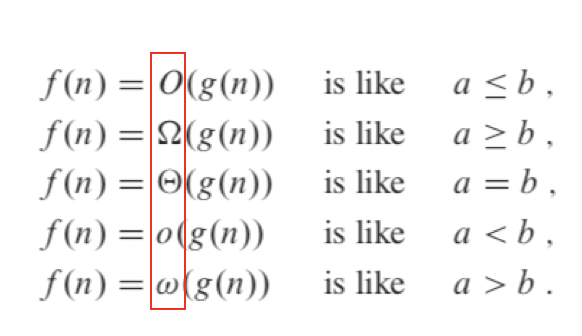 f(n) = O(g(n)) is like a ≤ b ,
f(n) = Ω(g(n)) is like a ≥ b ,
f(n) = Θ(g(n)) is like a = b ,
f(n) = o(g(n)) is like a < b ,
f(n) = ω(g(n)) is like a > b .